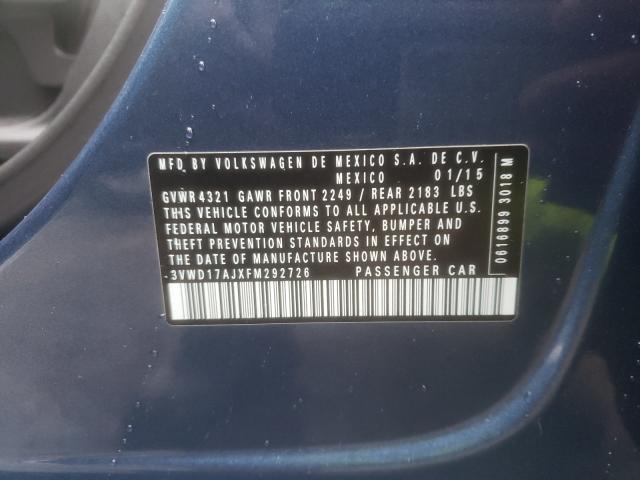 MFD BY VOLKSWAGEN DE MEXICO S.A. DE C.V.
MEXICO 01/15
GVWR 4321 GAWR FRONT 2249 / REAR 2183 LBS
THIS VEHICLE CONFORMS TO ALL APPLICABLE U.S.
FEDERAL MOTOR VEHICLE SAFETY, BUMPER AND
THEFT PREVENTION STANDARDS IN EFFECT ON
THE DATE OF MANUFACTURE SHOWN ABOVE.
-3VWD17AJXFM292726 PASSENGER CAR
0616899 3018 M